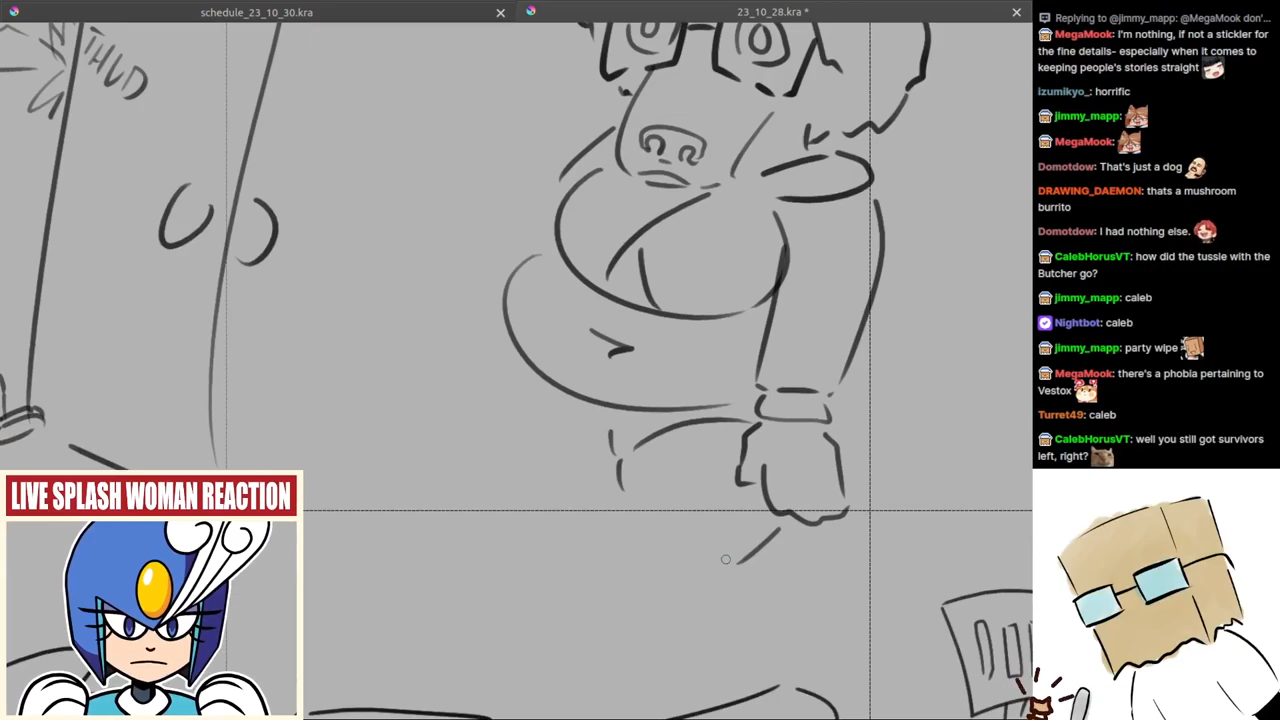 schedule_23_10_30.kra
23_10_28.kra *
THUD
LIVE SPLASH WOMAN REACTION
Replying to @jimmy_mapp: @MegaMook don'...
MegaMook: I'm nothing, if not a stickler for
the fine details- especially when it comes to
keeping people's stories straight
izumikyo_: horrific
jimmy_mapp:
MegaMook:
Domotdow: That's just a dog
DRAWING_DAEMON: thats a mushroom
burrito
Domotdow: I had nothing else.
CalebHorusVT: how did the tussle with the
Butcher go?
jimmy_mapp: caleb
Nightbot: caleb
jimmy_mapp: party wipe
MegaMook: there's a phobia pertaining to
Vestox
Turret49: caleb
CalebHorusVT: well you still got survivors
left, right?